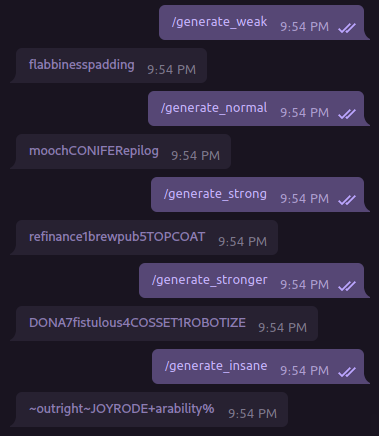 /generate_weak 9:54 PM
flabbinesspadding 9:54 PM
/generate_normal 9:54 PM
moochCONIFERepilog 9:54 PM
/generate_strong 9:54 PM
refinance1brewpub5TOPCOAT 9:54 PM
/generate_stronger 9:54 PM
DONA7fistulous4COSSET1ROBOTIZE 9:54 PM
/generate_insane 9:54 PM
~outright~JOYRODE+arability% 9:54 PM